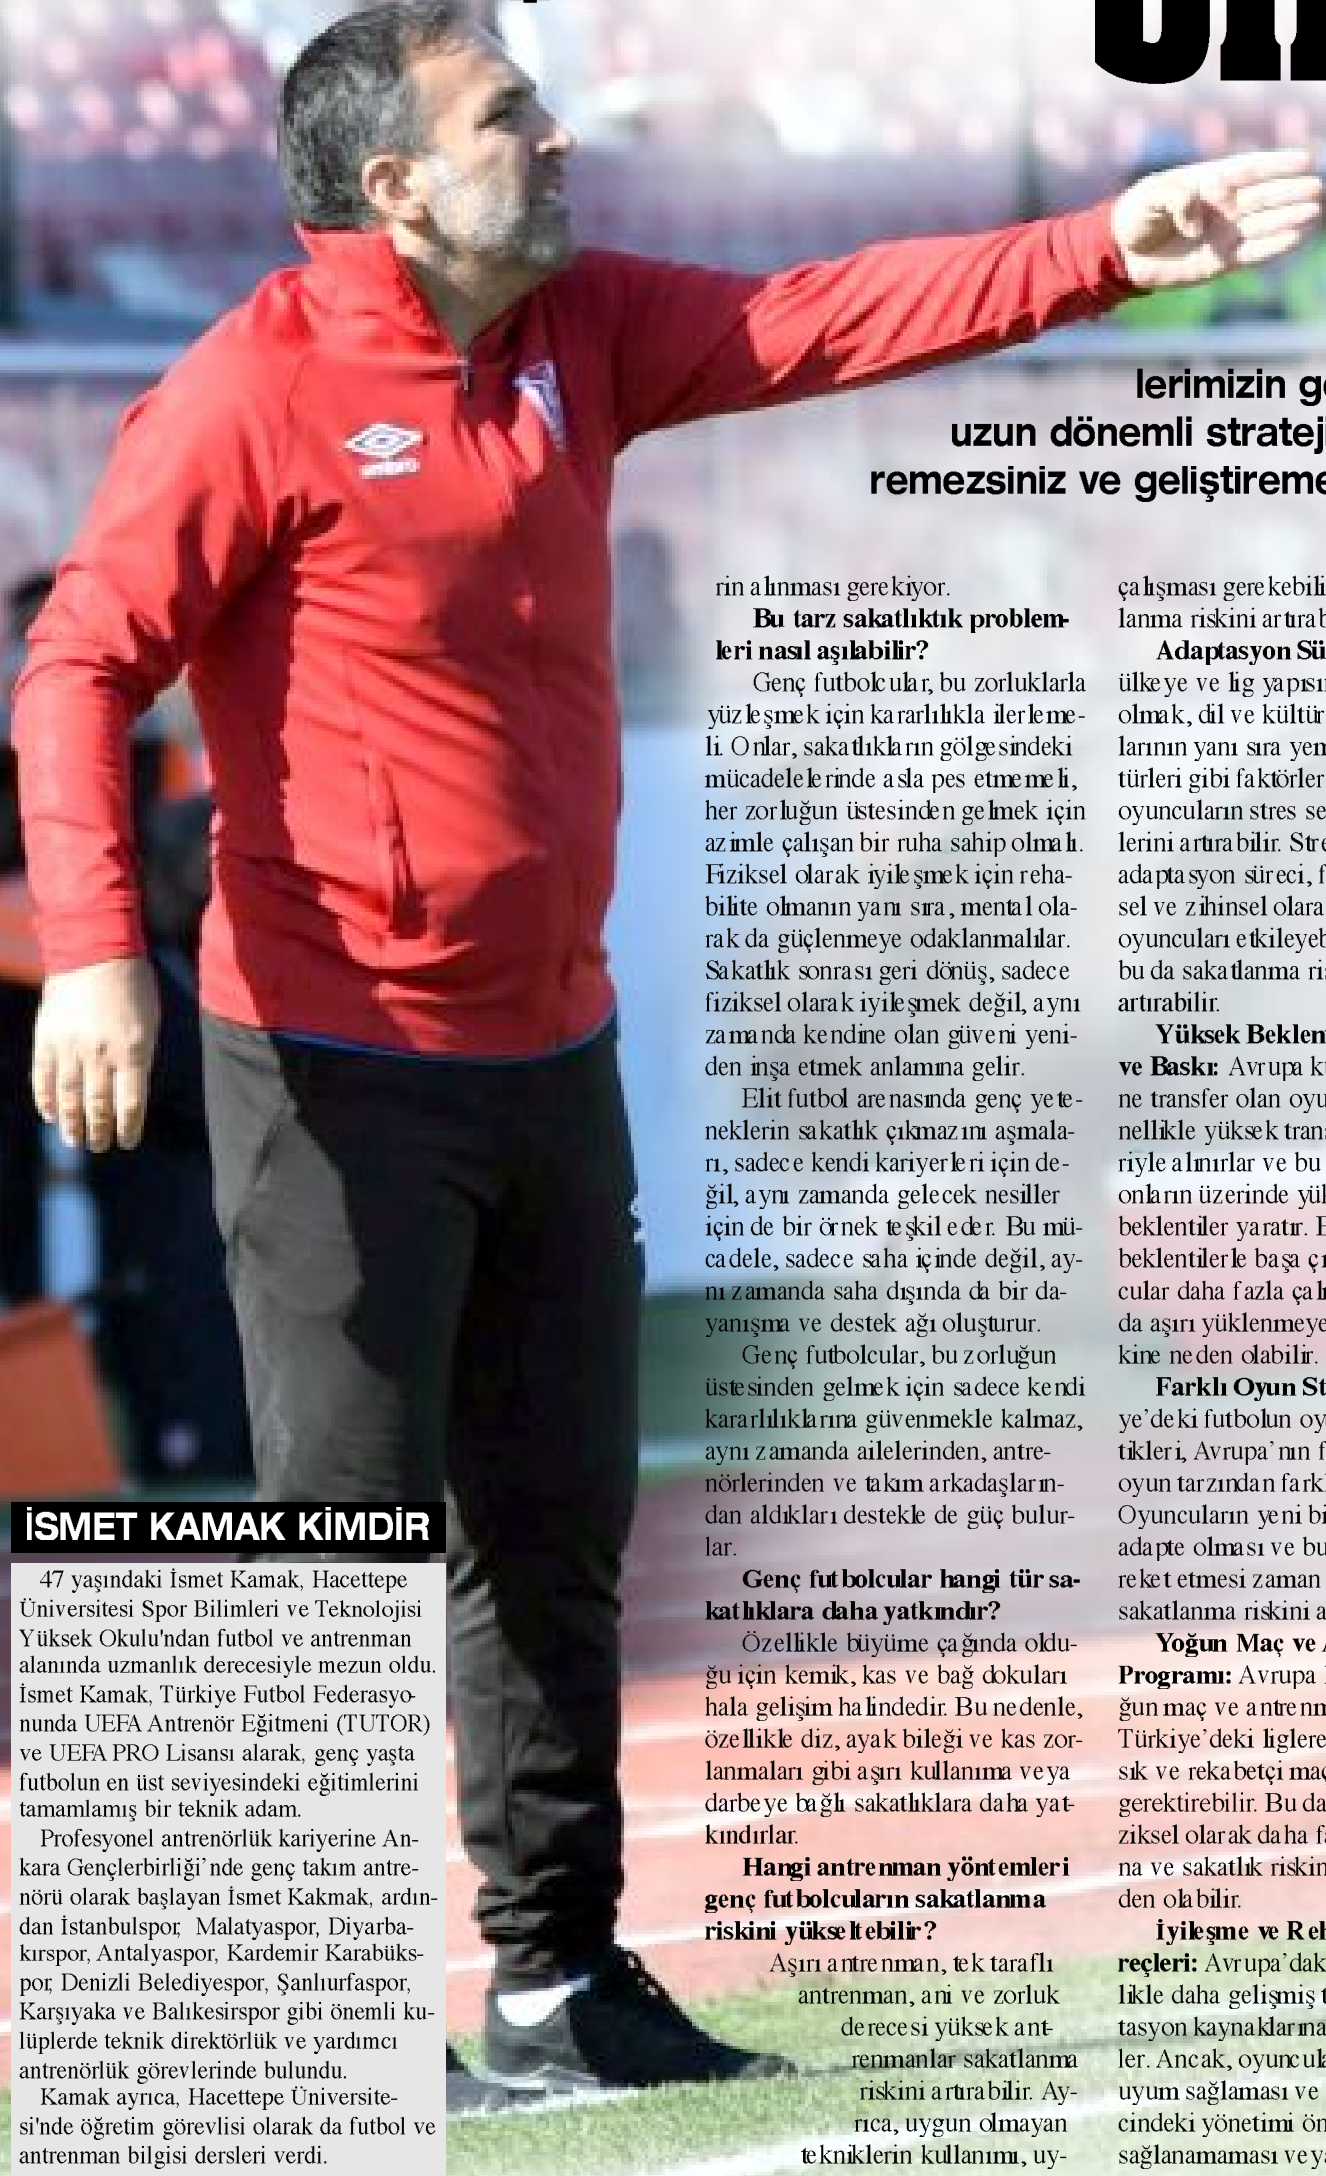 lerimizin
uzun dönemli strateji
remezsiniz ve
rin alınması gerekiyor.
Bu tarz sakatlıktık problem-
leri nasıl aşılabilir?
Genç futbolcular, bu zorluklarla
yüzleşmek için kararlılıkla ilerleme-
li. Onlar, sakatlıkların gölgesindeki
mücadelelerinde asla pes etmemeli,
her zorluğun üstesinden gelmek için
azimle çalışan bir ruha sahip olmalı.
Fiziksel olarak iyileşmek için reha-
bilite olmanın yanı sıra, mental ola-
rak da güçlenmeye odaklanmalılar.
Sakatlık sonrası geri dönüş, sadece
fiziksel olarak iyileşmek değil, aynı
zamanda kendine olan güveni yeni-
den inşa etmek anlamına gelir.
Elit futbol arenasında genç yete-
neklerin sakatlık çıkmazını aşmala-
rı, sadece kendi kariyerleri için de-
ğil, aynı zamanda gelecek nesiller
için de bir örnek teşkil eder. Bu mü-
cadele, sadece saha içinde değil, ay-
nı zamanda saha dışında da bir da-
yanışma ve destek ağı oluşturur.
Genç futbolcular, bu zorluğun
üstesinden gelmek için sadece kendi
kararlılıklarına güvenmekle kalmaz,
aynı zamanda ailelerinden, antre-
nörlerinden ve takım arkadaşların-
dan aldıkları destekle de güç bulur-
lar.
Genç futbolcular hangi tür sa-
katlıklara daha yatkındır?
Özellikle büyüme çağında oldu-
ğu için kemik, kas ve bağ dokuları
hala gelişim halindedir. Bu nedenle,
özellikle diz, ayak bileği ve kas zor-
lanmaları gibi aşırı kullanıma veya
darbeye bağlı sakatlıklara daha yat-
kındırlar.
Hangi antrenman yöntemleri
genç futbolcuların sakatlanma
riskini yükseltebilir?
Aşırı antrenman, tek taraflı
antrenman, ani ve zorluk
derecesi yüksek ant-
renmanlar sakatlanma
riskini artırabilir. Ay-
rıca, uygun olmayan
tekniklerin kullanımı, uy-
çalışması gerekebili
lanma riskini artırab
Adaptasyon Sü
ülkeye ve lig yapısın
olmak, dil ve kültür
larının yanı sıra yem
türleri gibi faktörler
oyuncuların stres se
lerini artırabilir. Stre
adaptasyon süreci, f
sel ve zihinsel olara
oyuncuları etkileyeb
bu da sakatlanma ris
artırabilir.
Yüksek Beklen
ve Baskı: Avrupa k
ne transfer olan oyu
nellikle yüksek trans
riyle alınırlar ve bu
onların üzerinde yük
beklentiler yaratır.
beklentilerle başa çı
cular daha fazla çalı
da aşırı yüklenmeye
kine neden olabilir.
Farklı Oyun St
ye'deki futbolun oy
tikleri, Avrupa'nın f
oyun tarzından fark
Oyuncuların yeni bi
adapte olması ve bu
reket etmesi zaman
sakatlanma riskini a
Yoğun Maç ve
Programı: Avrupa
ğun maç ve antrenm
Türkiye'deki liglere
sık ve rekabetçi maç
gerektirebilir. Bu da
ziksel olarak daha fa
na ve sakatlık riskin
den olabilir.
İyileşme ve Reh
reçleri: Avrupa'dak
likle daha gelişmiş t
tasyon kaynaklarına
ler. Ancak, oyuncula
uyum sağlaması ve
cindeki yönetimi ön
sağlanamaması veya
İSMET KAMAK KİMDİR
47 yaşındaki İsmet Kamak, Hacettepe
Üniversitesi Spor Bilimleri ve Teknolojisi
Yüksek Okulu'ndan futbol ve antrenman
alanında uzmanlık derecesiyle mezun oldu.
İsmet Kamak, Türkiye Futbol Federasyo-
nunda UEFA Antrenör Eğitmeni (TUTOR)
ve UEFA PRO Lisansı alarak, genç yaşta
futbolun en üst seviyesindeki eğitimlerini
tamamlamış bir teknik adam.
Profesyonel antrenörlük kariyerine An-
kara Gençlerbirliği'nde genç takım antre-
nörü olarak başlayan İsmet Kakmak, ardın-
dan İstanbulspor, Malatyaspor, Diyarba-
kırspor, Antalyaspor, Kardemir Karabüks-
por, Denizli Belediyespor, Şanlıurfaspor,
Karşıyaka ve Balıkesirspor gibi önemli ku-
lüplerde teknik direktörlük ve yardımcı
antrenörlük görevlerinde bulundu.
Kamak ayrıca, Hacettepe Üniversite-
si'nde öğretim görevlisi olarak da futbol ve
antrenman bilgisi dersleri verdi.